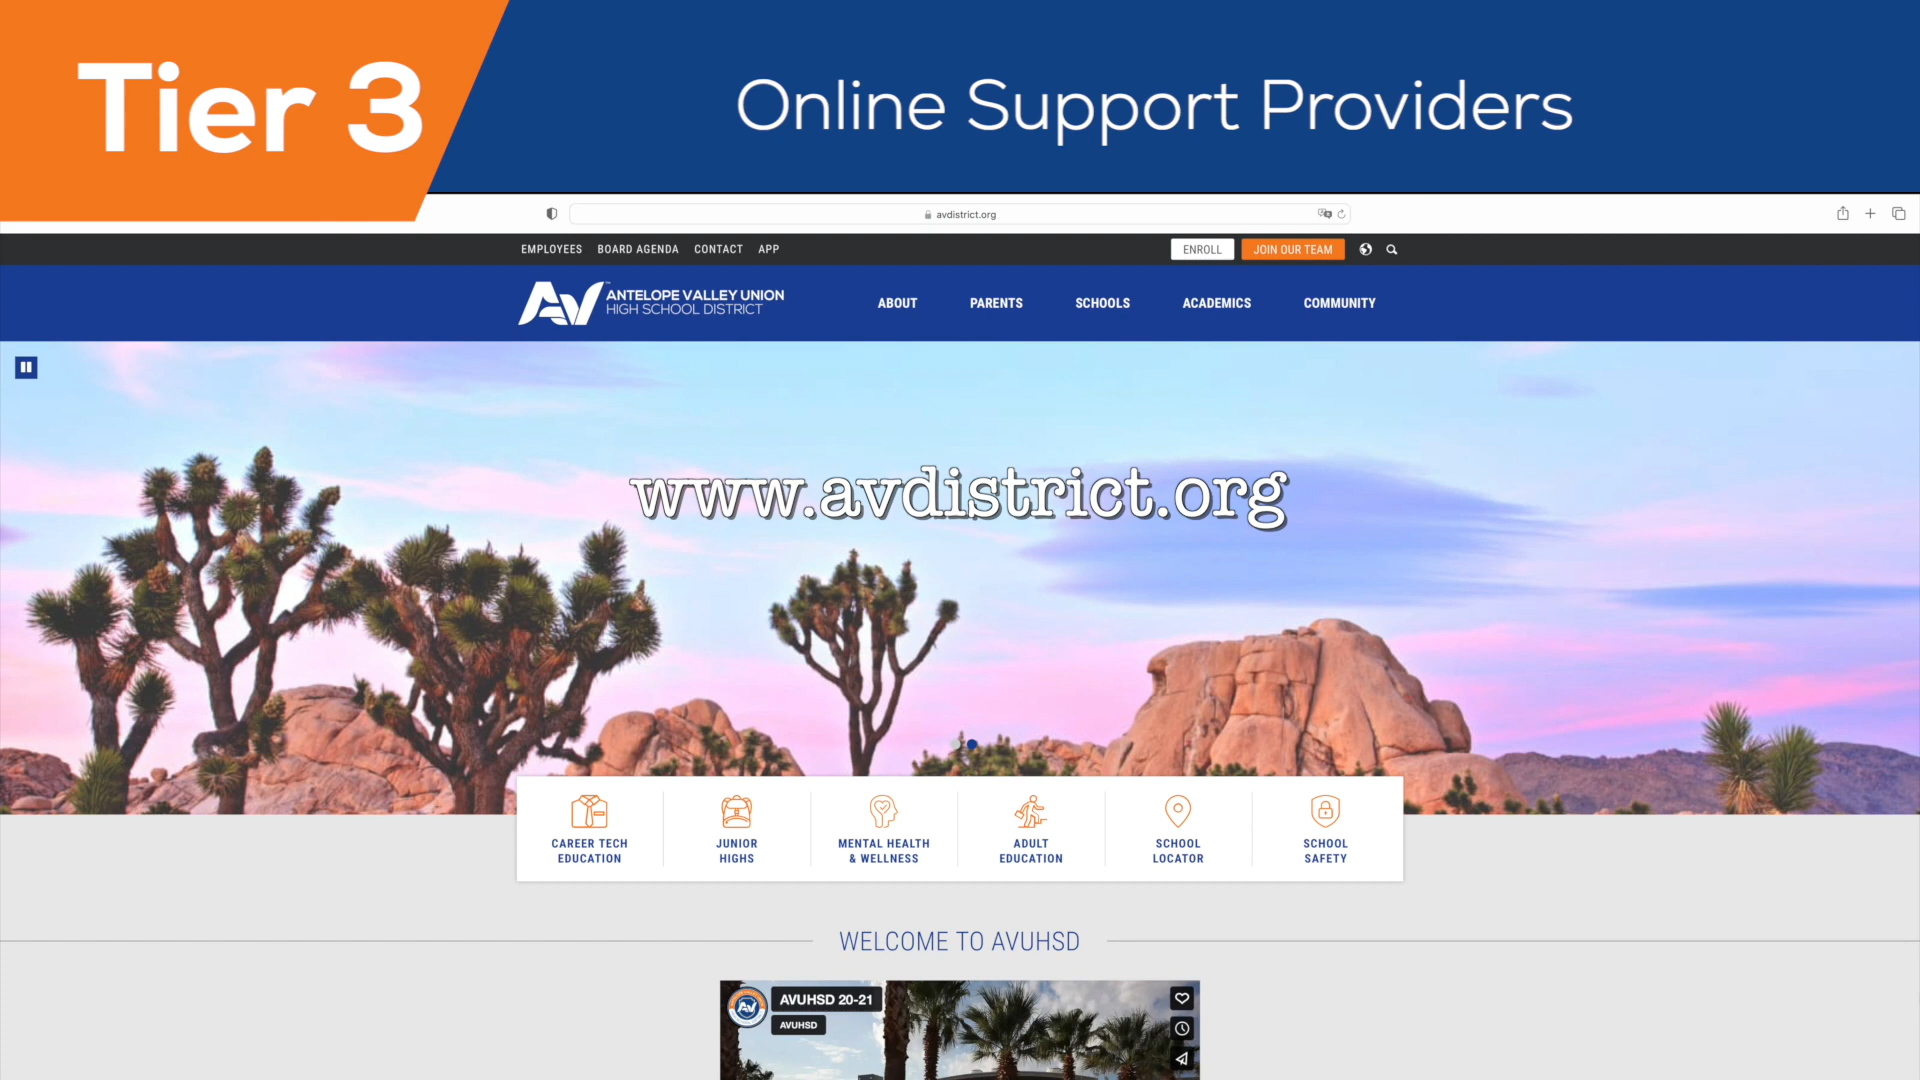 Tier 3
Online Support Providers
avdistrict.org
EMPLOYEES BOARD AGENDA CONTACT APP
ENROLL JOIN OUR TEAM
AV ANTELOPE VALLEY UNION
HIGH SCHOOL DISTRICT
ABOUT PARENTS SCHOOLS ACADEMICS COMMUNITY
www.avdistrict.org
CAREER TECH
EDUCATION
JUNIOR
HIGHS
MENTAL HEALTH
& WELLNESS
ADULT
EDUCATION
SCHOOL
LOCATOR
SCHOOL
SAFETY
WELCOME TO AVUHSD
AVUHSD 20-21
AVUHSD